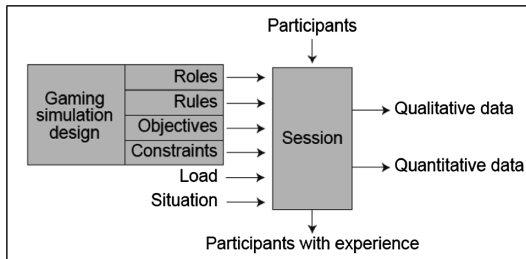 Participants
Gaming
simulation
design
Roles
Rules
Objectives
Constraints
Load
Situation
Session
Qualitative data
Quantitative data
Participants with experience